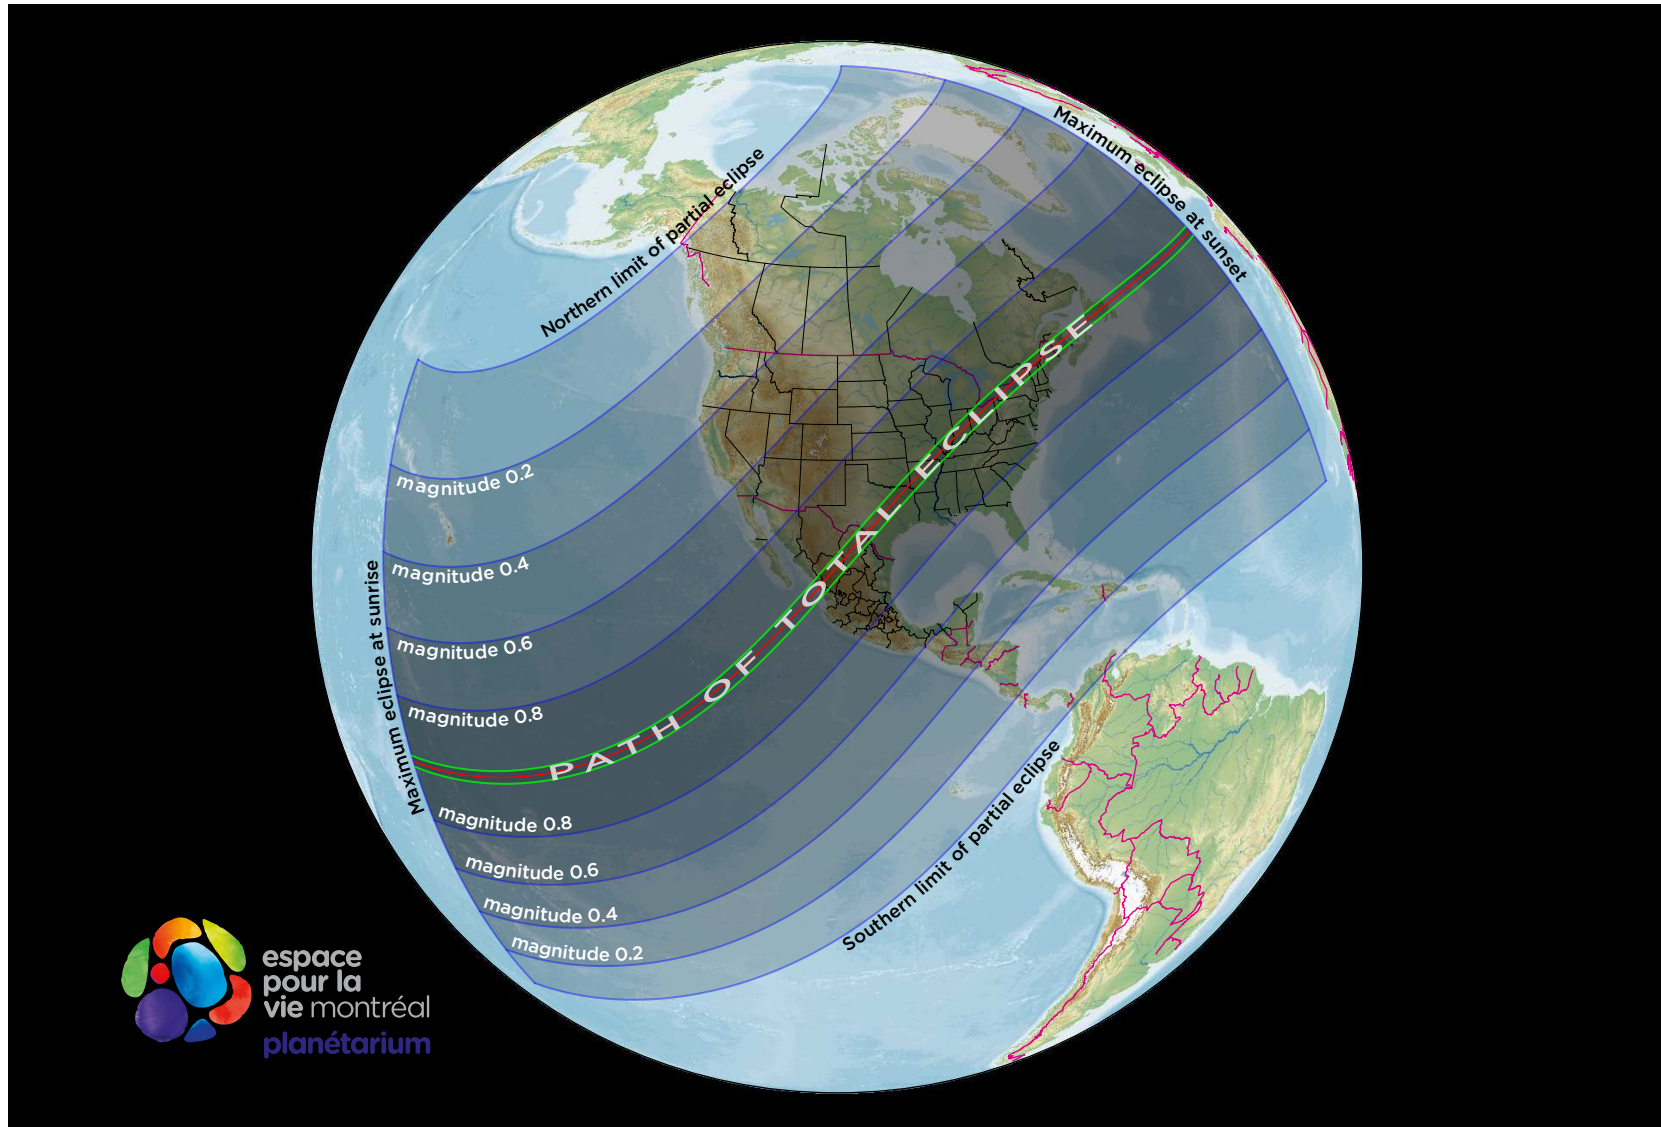 Maximum eclipse at sunset
Northern limit of partial eclipse
PATH OF TOTAL ECLIPSE
magnitude 0.2
magnitude 0.4
magnitude 0.6
magnitude 0.8
Maximum eclipse at sunrise
magnitude 0.8
magnitude 0.6
magnitude 0.4
magnitude 0.2
Southern limit of partial eclipse
espace
pour la
vie montréal
planétarium